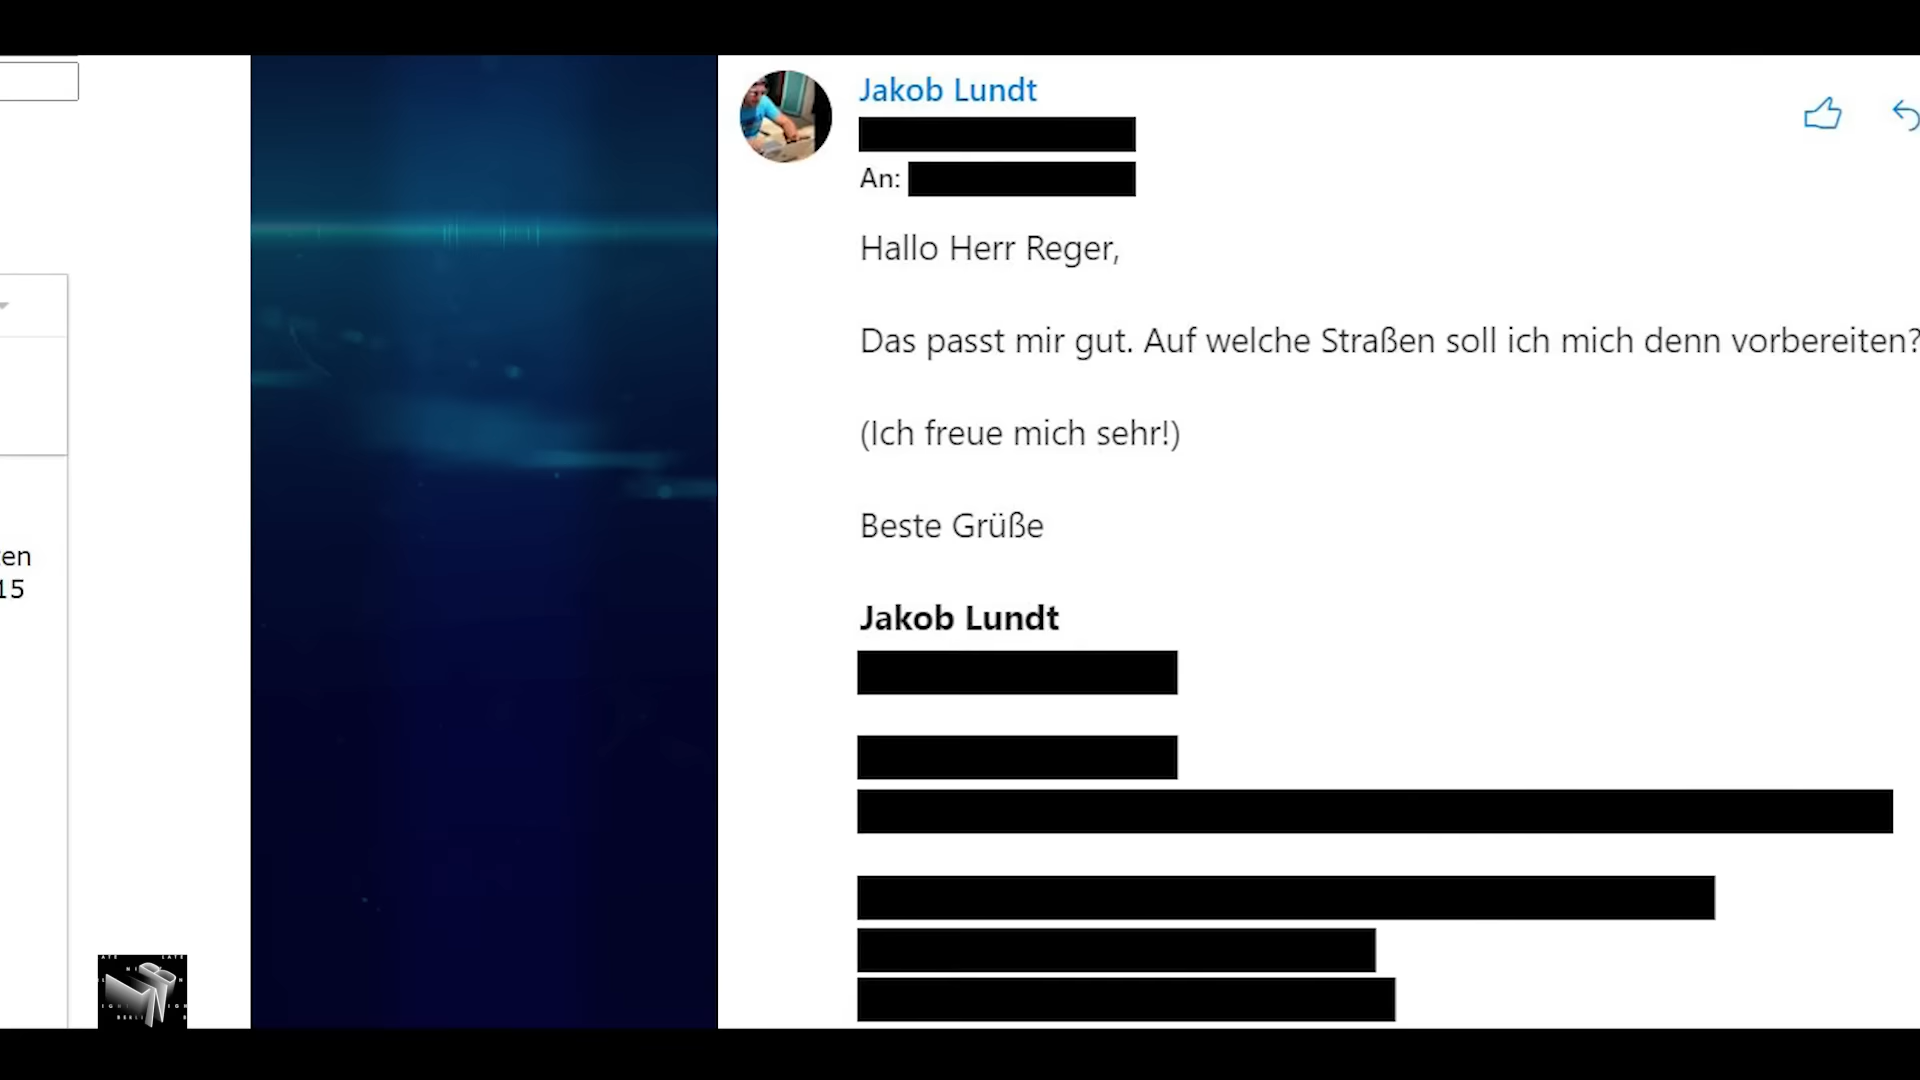 Jakob Lundt
An:
Hallo Herr Reger,
Das passt mir gut. Auf welche Straßen soll ich mich denn vorbereiten?
(Ich freue mich sehr!)
Beste Grüße
Jakob Lundt
en
15